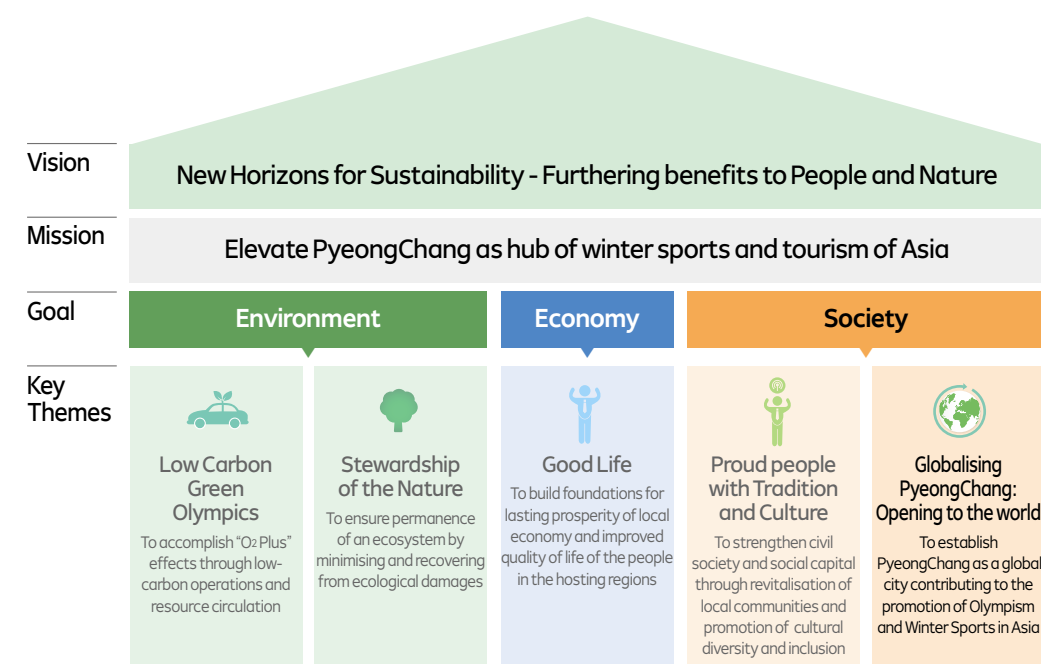 Vision
New Horizons for Sustainability - Furthering benefits to People and Nature
Mission
Elevate PyeongChang as hub of winter sports and tourism of Asia
Goal
Environment
Economy
Society
Key
Themes
Low Carbon
Green
Olympics
To accomplish “O2 Plus”
effects through low-
carbon operations and
resource circulation
Stewardship
of the Nature
To ensure permanence
of an ecosystem by
minimising and recovering
from ecological damages
Good Life
To build foundations for
lasting prosperity of local
economy and improved
quality of life of the people
in the hosting regions
Proud people
with Tradition
and Culture
To strengthen civil
society and social capital
through revitalisation of
local communities and
promotion of cultural
diversity and inclusion
Globalising
PyeongChang:
Opening to the world
To establish
PyeongChang as a global
city contributing to the
promotion of Olympism
and Winter Sports in Asia